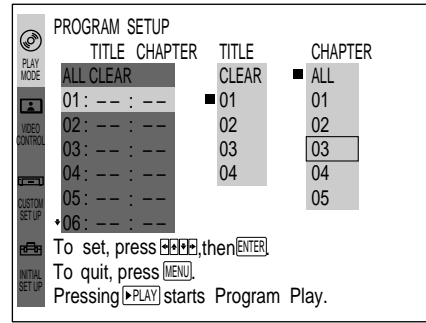 PROGRAM SETUP
TITLE CHAPTER TITLE CHAPTER
PLAY MODE
ALL CLEAR CLEAR ALL
01: – – : – – 01 01
VIDEO CONTROL
02: – – : – – 02 02
03: – – : – – 03 03
04: – – : – – 04 04
CUSTOM SET UP
05: – – : – – 05
06: – – : – –
INITIAL SET UP
To set, press ,then ENTER.
To quit, press MENU.
Pressing PLAY starts Program Play.